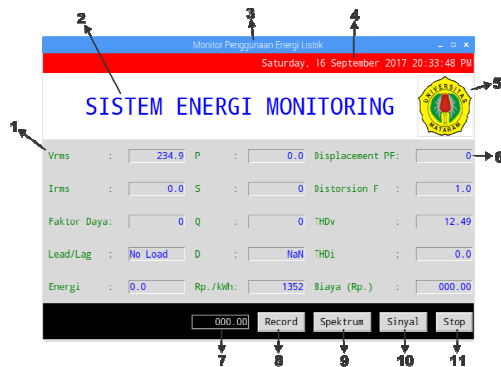 2 3 4
Monitor Penggunaan Energi Listrik
Saturday, 16 September 2017 20:33:48 PM
SISTEM ENERGI MONITORING
UNIVERSITAS MATARAM
5
1
Vrms : 234.9 P : 0.0 Displacement PF: 0
6
Irms : 0.0 S : 0 Distorsion F : 1.0
Faktor Daya: 0 Q : 0 THDv : 12.49
Lead/Lag : No Load D : NaN THDi : 0.0
Energi : 0.0 Rp./kWh: 1352 Biaya (Rp.) : 000.00
000.00 Record Spektrum Sinyal Stop
7 8 9 10 11